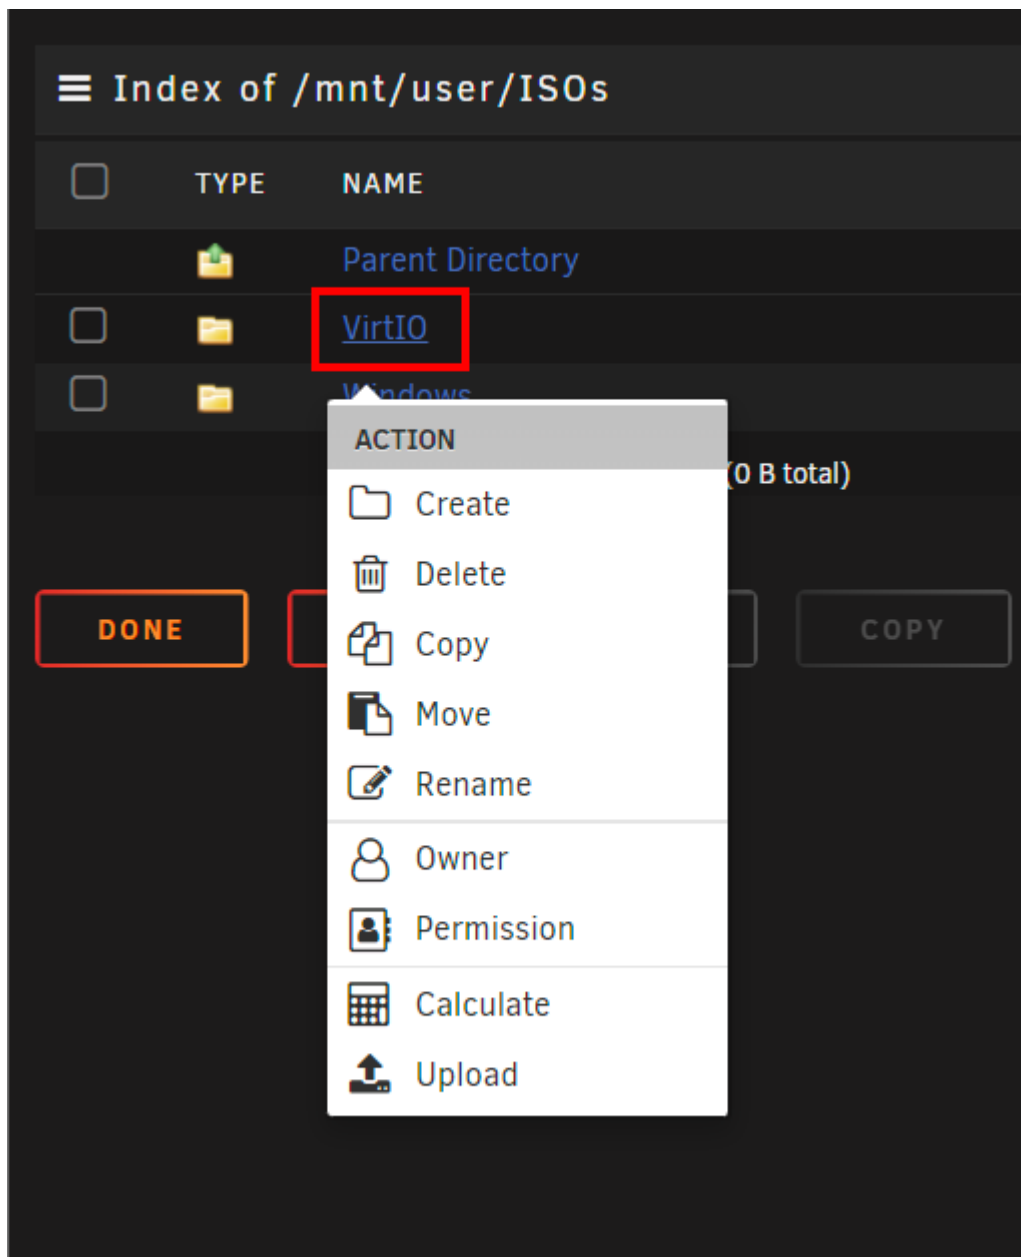 Index of /mnt/user/ISOs
TYPE NAME
Parent Directory
VirtIO
Windows
ACTION
(0 B total)
Create
Delete
Copy
DONE COPY
Move
Rename
Owner
Permission
Calculate
Upload